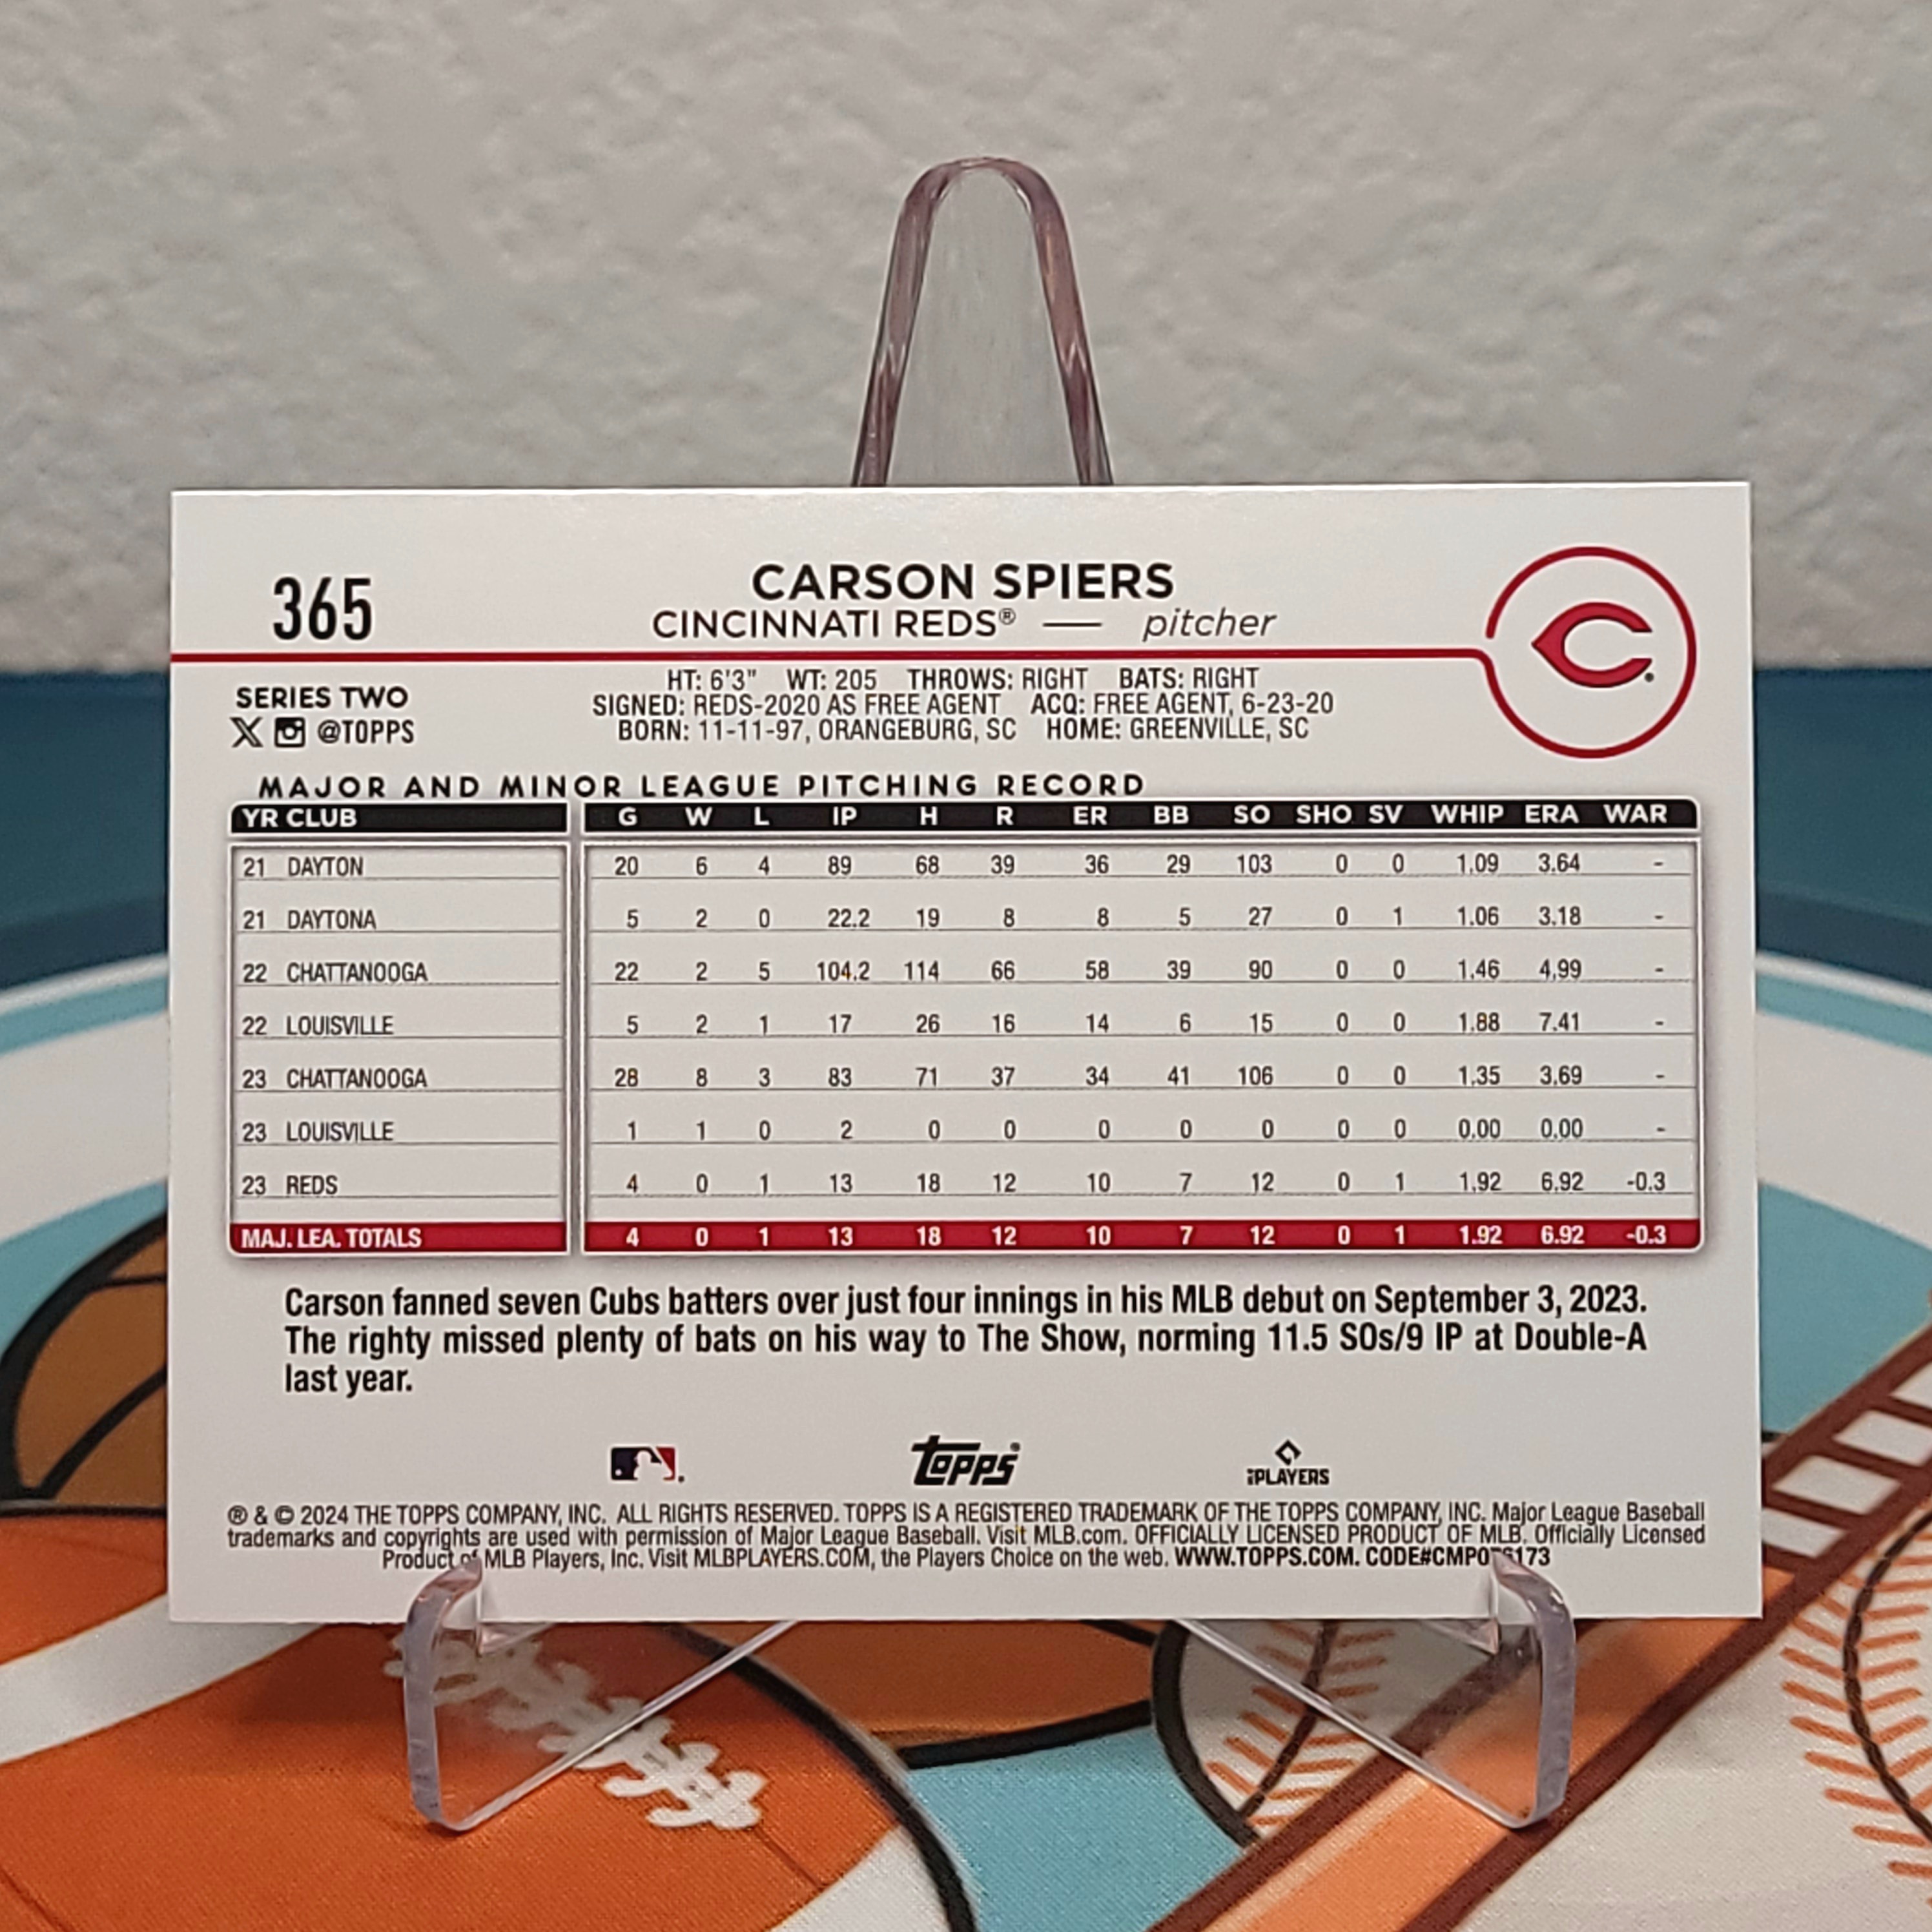 365
CARSON SPIERS
CINCINNATI REDS® — pitcher
C
SERIES TWO
@TOPPS
HT: 6'3" WT: 205 THROWS: RIGHT BATS: RIGHT
SIGNED: REDS-2020 AS FREE AGENT ACQ: FREE AGENT, 6-23-20
BORN: 11-11-97, ORANGEBURG, SC HOME: GREENVILLE, SC
MAJOR AND MINOR LEAGUE PITCHING RECORD
YR CLUB G W L IP H R ER BB SO SHO SV WHIP ERA WAR
21 DAYTON 20 6 4 89 68 39 36 29 103 0 0 1.09 3.64 -
21 DAYTONA 5 2 0 22.2 19 8 8 5 27 0 1 1.06 3.18 -
22 CHATTANOOGA 22 2 5 104.2 114 66 58 39 90 0 0 1.46 4.99 -
22 LOUISVILLE 5 2 1 17 26 16 14 6 15 0 0 1.88 7.41 -
23 CHATTANOOGA 28 8 3 83 71 37 34 41 106 0 0 1.35 3.69 -
23 LOUISVILLE 1 1 0 2 0 0 0 0 0 0 0 0.00 0.00 -
23 REDS 4 0 1 13 18 12 10 7 12 0 1 1.92 6.92 -0.3
MAJ. LEA. TOTALS 4 0 1 13 18 12 10 7 12 0 1 1.92 6.92 -0.3
Carson fanned seven Cubs batters over just four innings in his MLB debut on September 3, 2023.
The righty missed plenty of bats on his way to The Show, norming 11.5 SOs/9 IP at Double-A
last year.
topps® PLAYERS
® & © 2024 THE TOPPS COMPANY, INC. ALL RIGHTS RESERVED. TOPPS IS A REGISTERED TRADEMARK OF THE TOPPS COMPANY, INC. Major League Baseball
trademarks and copyrights are used with permission of Major League Baseball. Visit MLB.com. OFFICIALLY LICENSED PRODUCT OF MLB. Officially Licensed
Product of MLB Players, Inc. Visit MLBPLAYERS.COM, the Players Choice on the web. WWW.TOPPS.COM.